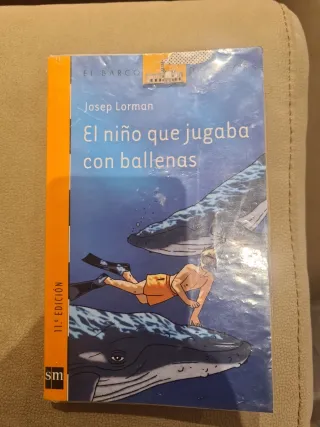 EL BARCO
Josep Lorman
El niño que jugaba
con ballenas
11.ª EDICIÓN
sm